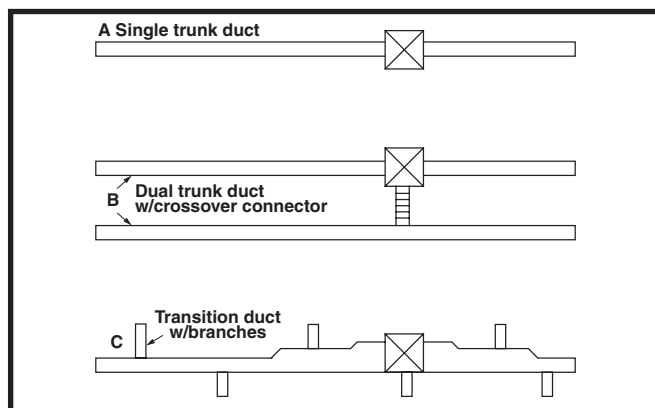 A Single trunk duct
B Dual trunk duct
w/crossover connector
C Transition duct
w/branches